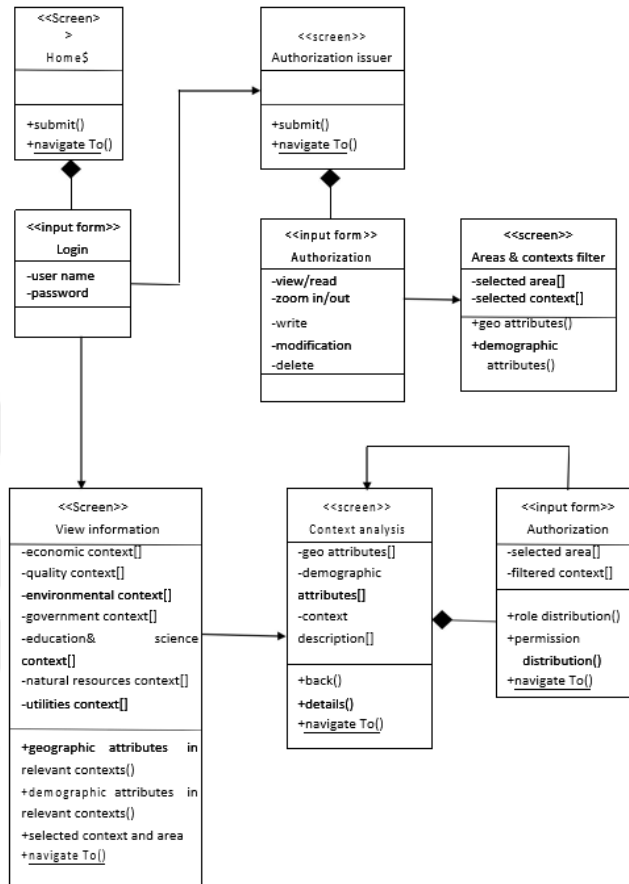 <<Screen>
>
Home$
+submit()
+navigate To()
<<screen>>
Authorization issuer
+submit()
+navigate To()
<<input form>>
Login
-user name
-password
<<input form>>
Authorization
-view/read
-zoom in/out
-write
-modification
-delete
<<screen>>
Areas & contexts filter
-selected area[]
-selected context[]
+geo attributes()
+demographic
attributes()
<<Screen>>
View information
-economic context[]
-quality context[]
-environmental context[]
-government context[]
-education& science
context[]
-natural resources context[]
-utilities context[]
+geographic attributes in
relevant contexts()
+demographic attributes in
relevant contexts()
+selected context and area
+navigate To()
<<screen>>
Context analysis
-geo attributes[]
-demographic
attributes[]
-context
description[]
+back()
+details()
+navigate To()
<<input form>>
Authorization
-selected area[]
-filtered context[]
+role distribution()
+permission
distribution()
+navigate To()